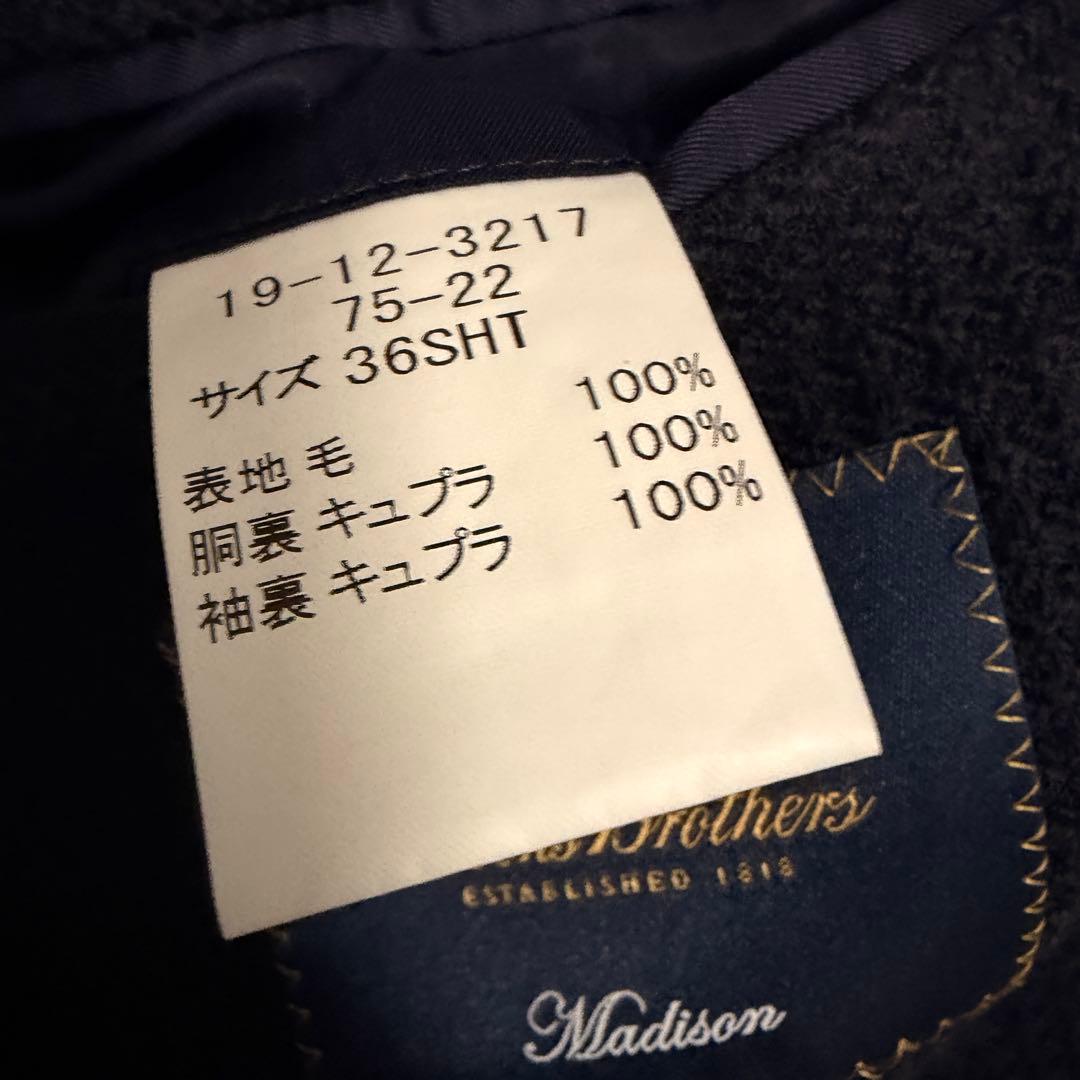 19-12-3217
75-22
サイズ 36SHT
表地 毛 100%
胴裏 キュプラ 100%
袖裏 キュプラ 100%
Brothers
ESTABLISHED 1818
Madison